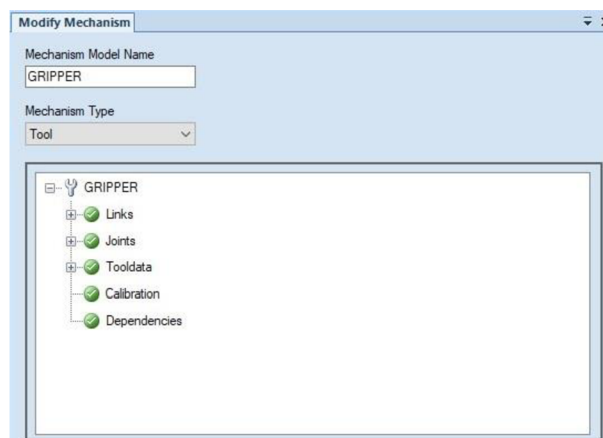 Modify Mechanism
Mechanism Model Name
GRIPPER
Mechanism Type
Tool
GRIPPER
Links
Joints
Tooldata
Calibration
Dependencies